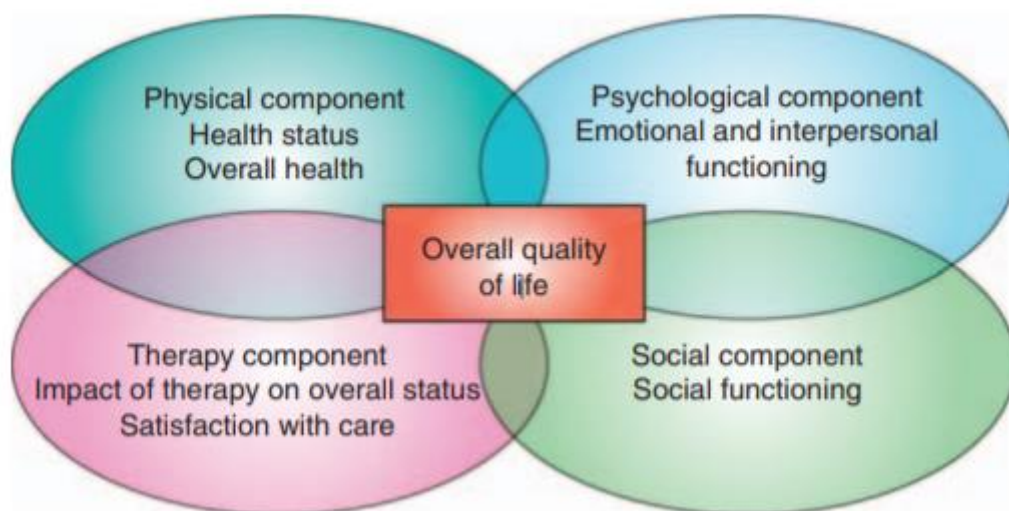 Physical component
Health status
Overall health
Psychological component
Emotional and interpersonal
functioning
Overall quality
of life
Therapy component
Impact of therapy on overall status
Satisfaction with care
Social component
Social functioning